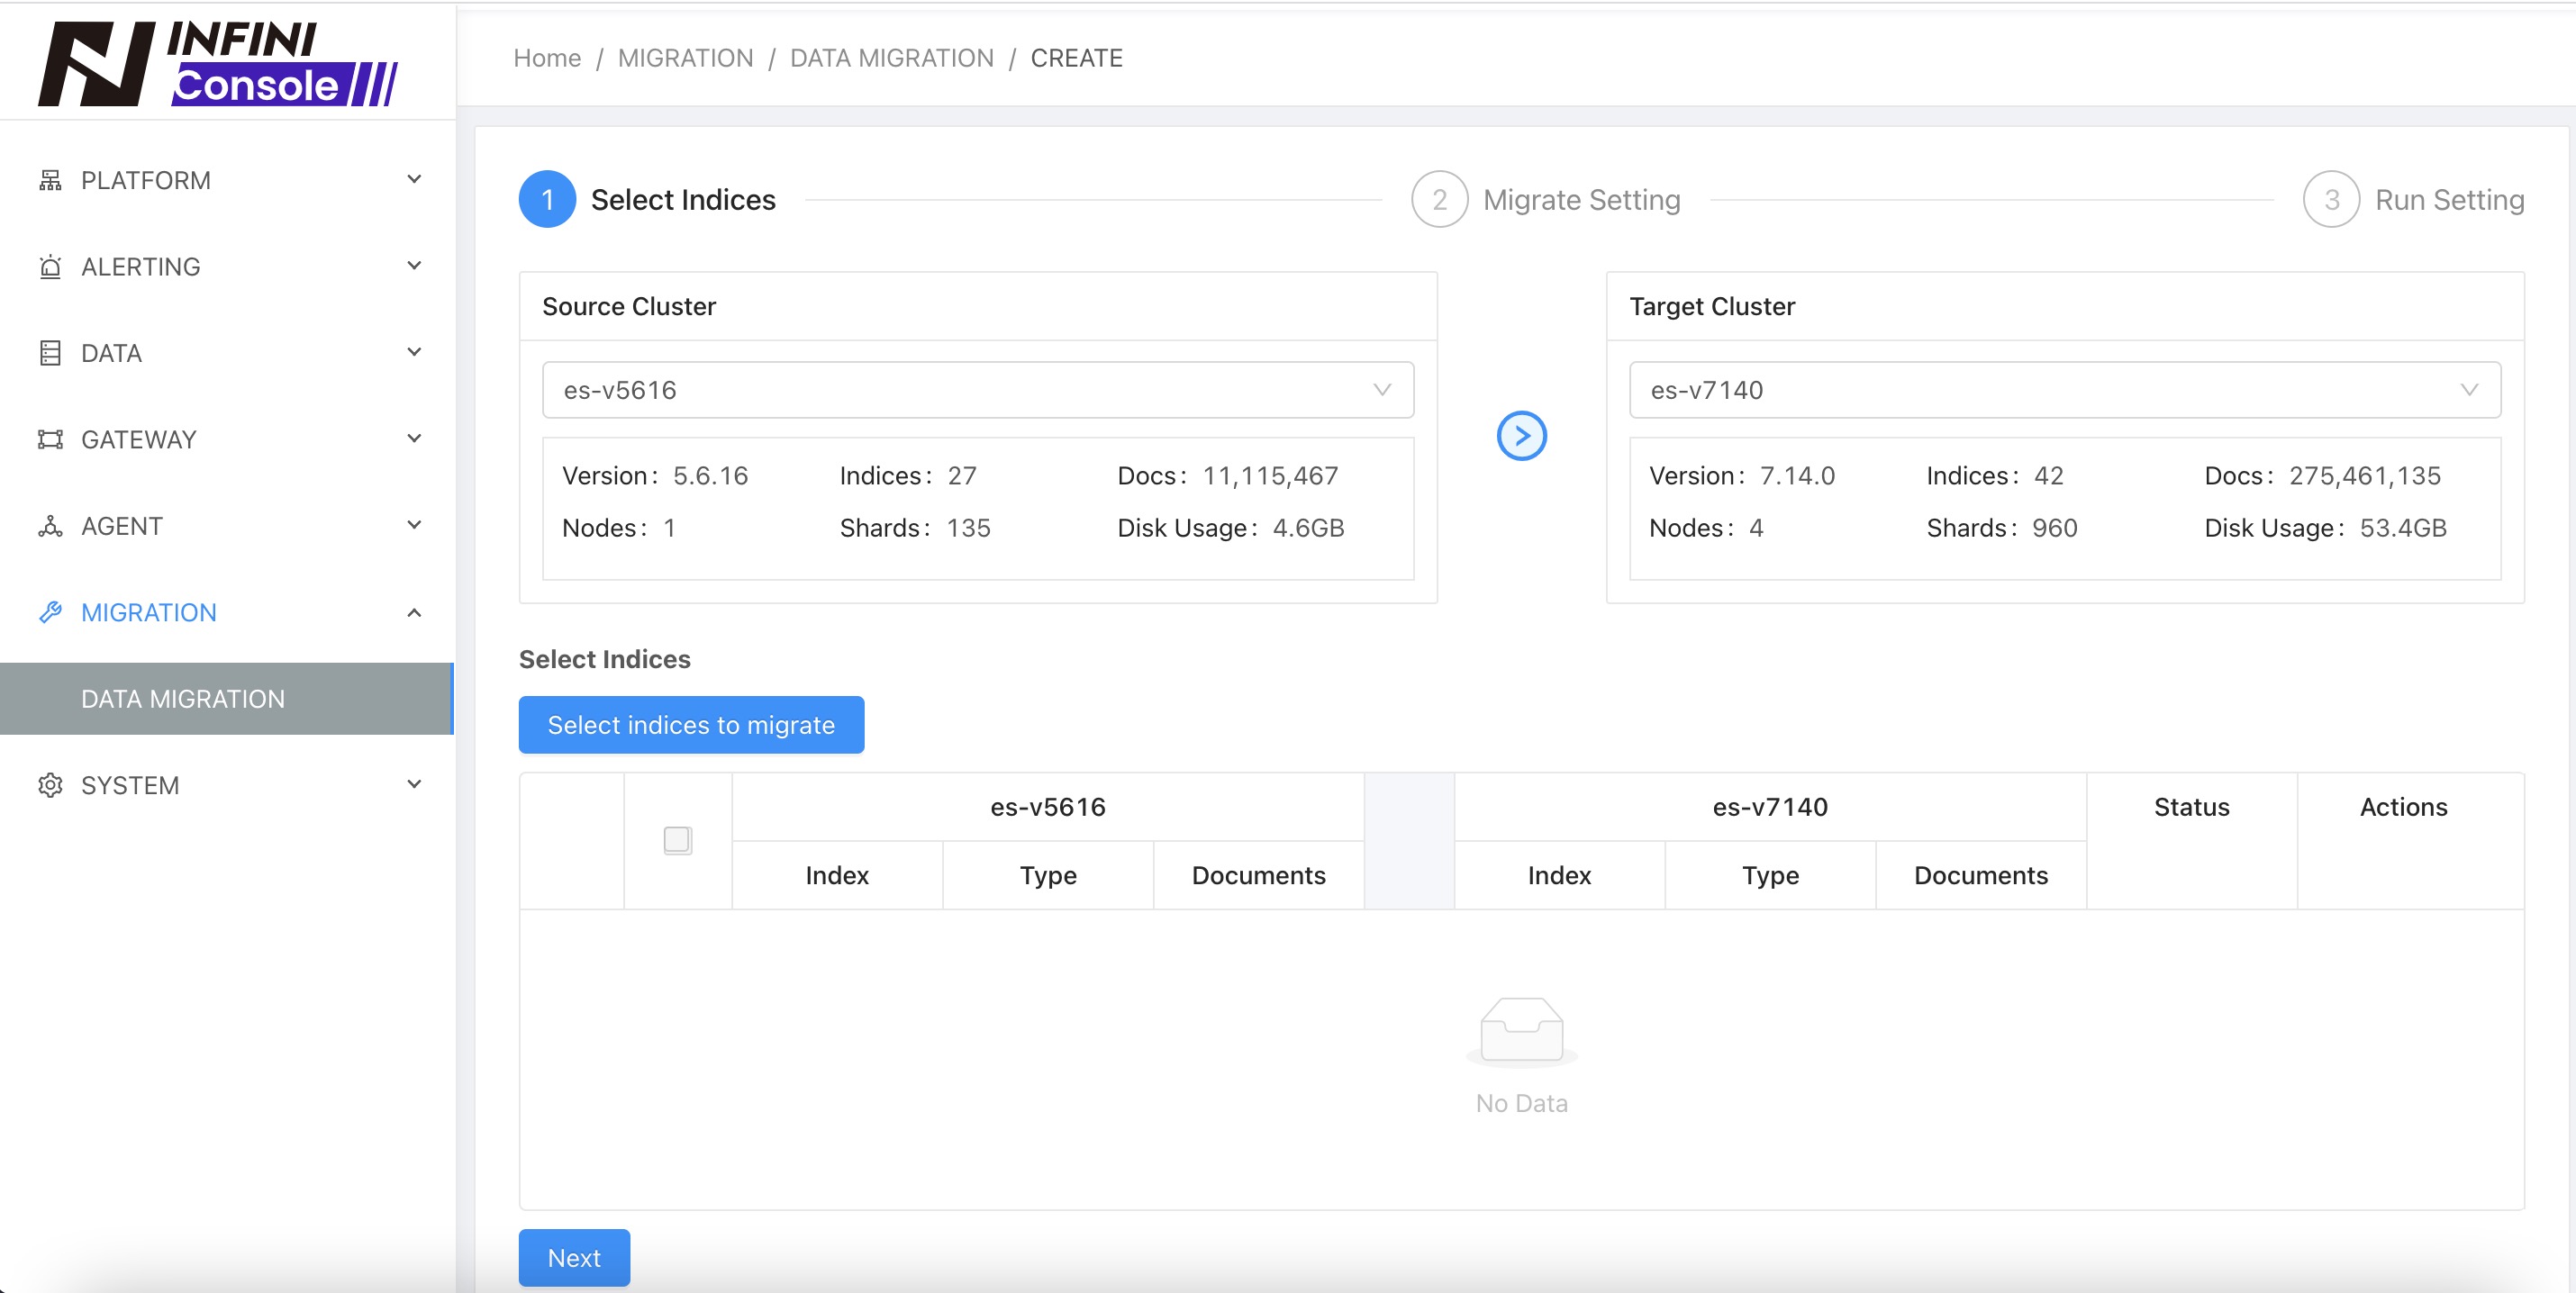 INFINI
Console
Home / MIGRATION / DATA MIGRATION / CREATE
PLATFORM
ALERTING
DATA
GATEWAY
AGENT
MIGRATION
DATA MIGRATION
SYSTEM
1 Select Indices
2 Migrate Setting
3 Run Setting
Source Cluster
es-v5616
Version: 5.6.16 Indices: 27 Docs: 11,115,467
Nodes: 1 Shards: 135 Disk Usage: 4.6GB
Target Cluster
es-v7140
Version: 7.14.0 Indices: 42 Docs: 275,461,135
Nodes: 4 Shards: 960 Disk Usage: 53.4GB
Select Indices
Select indices to migrate
es-v5616 es-v7140 Status Actions
Index Type Documents Index Type Documents
No Data
Next